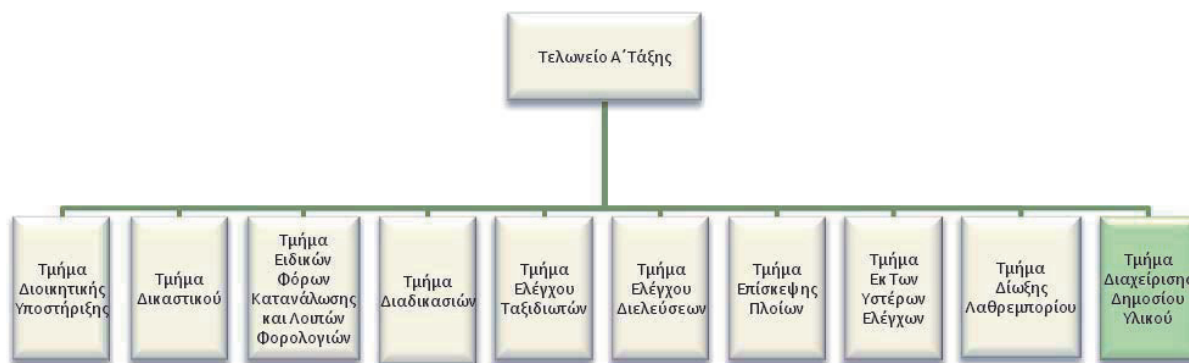 Τελωνείο Α΄Τάξης
Τμήμα
Διοικητικής
Υποστήριξης
Τμήμα
Δικαστικού
Τμήμα
Ειδικών
Φόρων
Κατανάλωσης
και Λοιπών
Φορολογιών
Τμήμα
Διαδικασιών
Τμήμα
Ελέγχου
Ταξιδιωτών
Τμήμα
Ελέγχου
Διελεύσεων
Τμήμα
Επίσκεψης
Πλοίων
Τμήμα
Εκ Των
Υστέρων
Ελέγχων
Τμήμα
Δίωξης
Λαθρεμπορίου
Τμήμα
Διαχείρισης
Δημοσίου
Υλικού